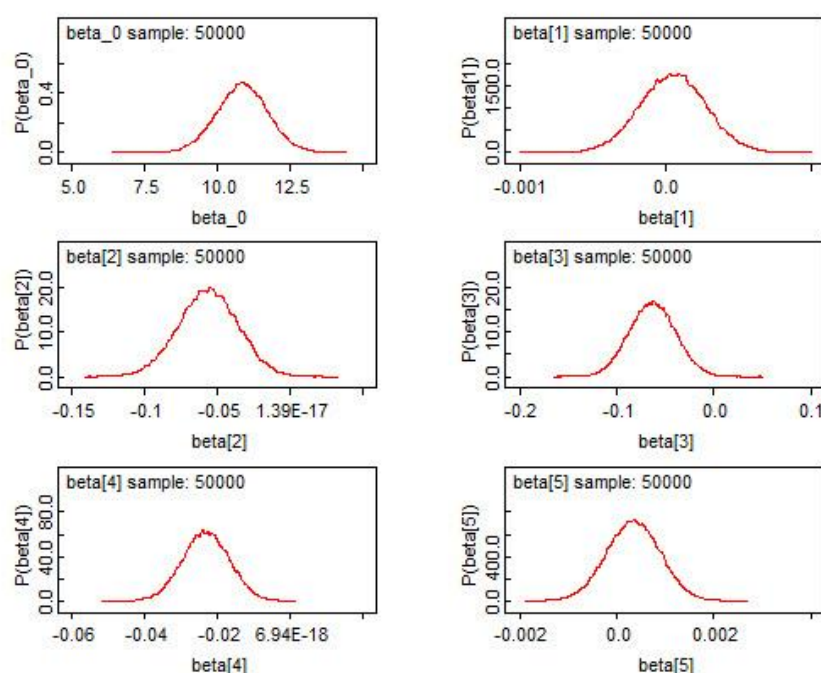 beta_0 sample: 50000
P(beta_0)
0.4
0.0
5.0 7.5 10.0 12.5
beta_0
beta[1] sample: 50000
P(beta[1])
1500.0
0.0
-0.001 0.0
beta[1]
beta[2] sample: 50000
P(beta[2])
20.0
10.0
0.0
-0.15 -0.1 -0.05 1.39E-17
beta[2]
beta[3] sample: 50000
P(beta[3])
20.0
10.0
0.0
-0.2 -0.1 0.0 0.1
beta[3]
beta[4] sample: 50000
P(beta[4])
80.0
40.0
0.0
-0.06 -0.04 -0.02 6.94E-18
beta[4]
beta[5] sample: 50000
P(beta[5])
400.0
0.0
-0.002 0.0 0.002
beta[5]